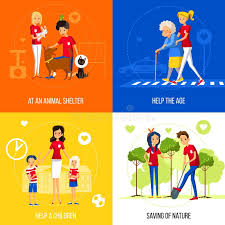 AT AN ANIMAL SHELTER
HELP THE AGE
HELP A CHILDREN
SAVING OF NATURE